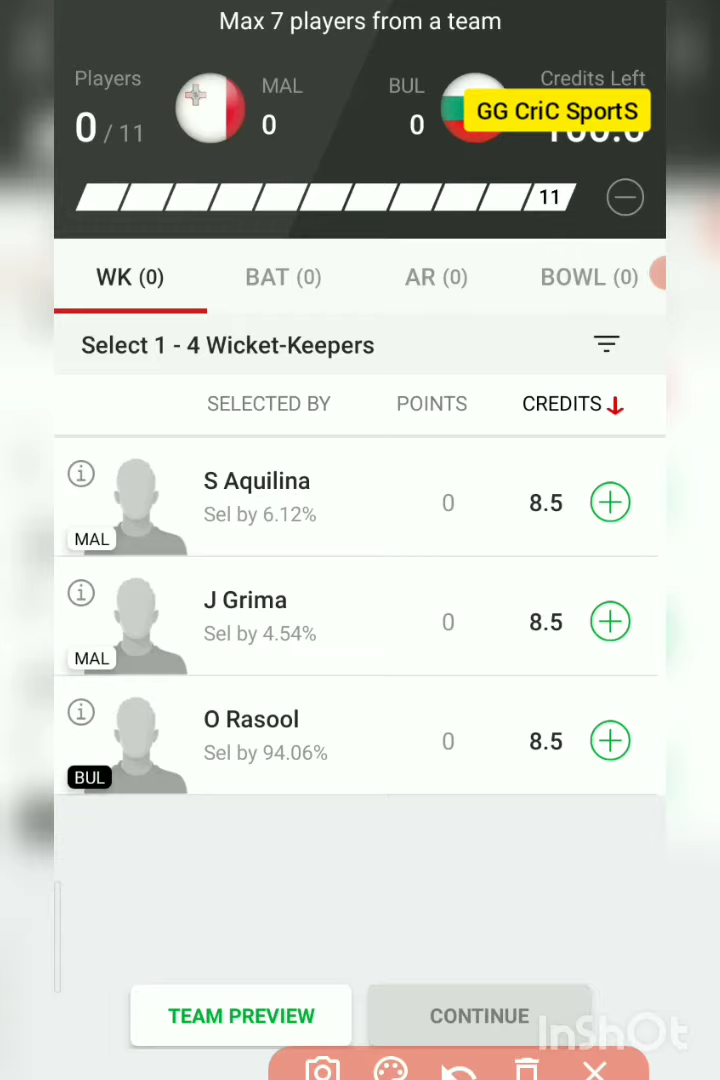 Max 7 players from a team
Players
MAL
BUL
Credits Left
0 / 11
0
0
GG CriC SportS
100.0
11
WK (0)
BAT (0)
AR (0)
BOWL (0)
Select 1 - 4 Wicket-Keepers
SELECTED BY
POINTS
CREDITS
S Aquilina
Sel by 6.12%
0
8.5
MAL
J Grima
Sel by 4.54%
0
8.5
MAL
O Rasool
Sel by 94.06%
0
8.5
BUL
TEAM PREVIEW
CONTINUE
InShOt